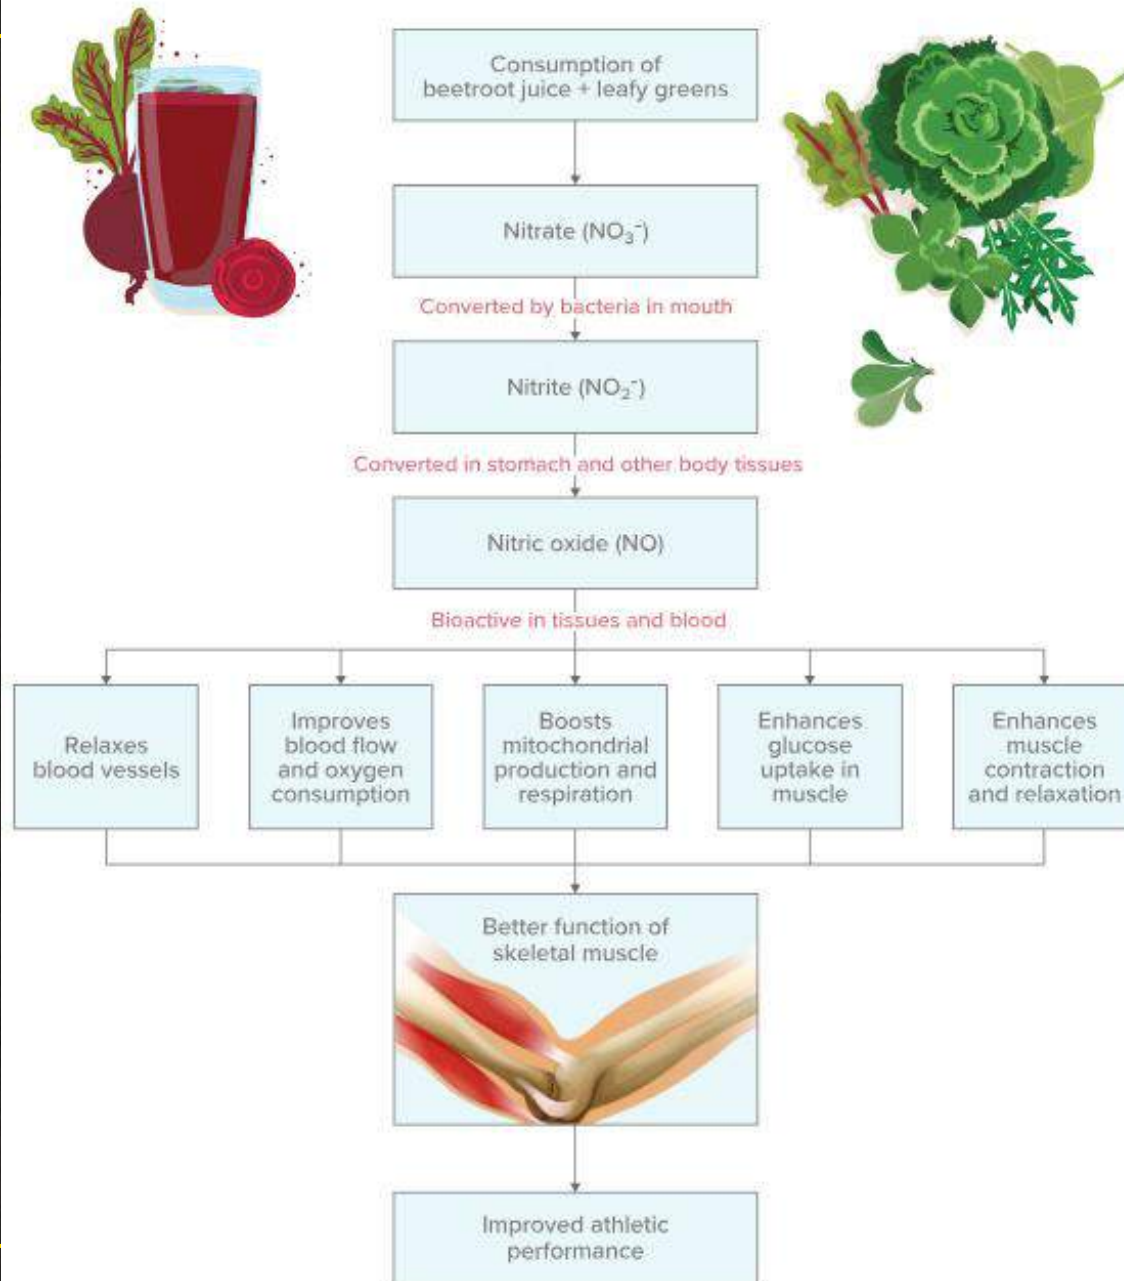 Consumption of
beetroot juice + leafy greens
Nitrate (NO₃⁻)
Converted by bacteria in mouth
Nitrite (NO₂⁻)
Converted in stomach and other body tissues
Nitric oxide (NO)
Bioactive in tissues and blood
Relaxes
blood vessels
Improves
blood flow
and oxygen
consumption
Boosts
mitochondrial
production and
respiration
Enhances
glucose
uptake in
muscle
Enhances
muscle
contraction
and relaxation
Better function of
skeletal muscle
Improved athletic
performance